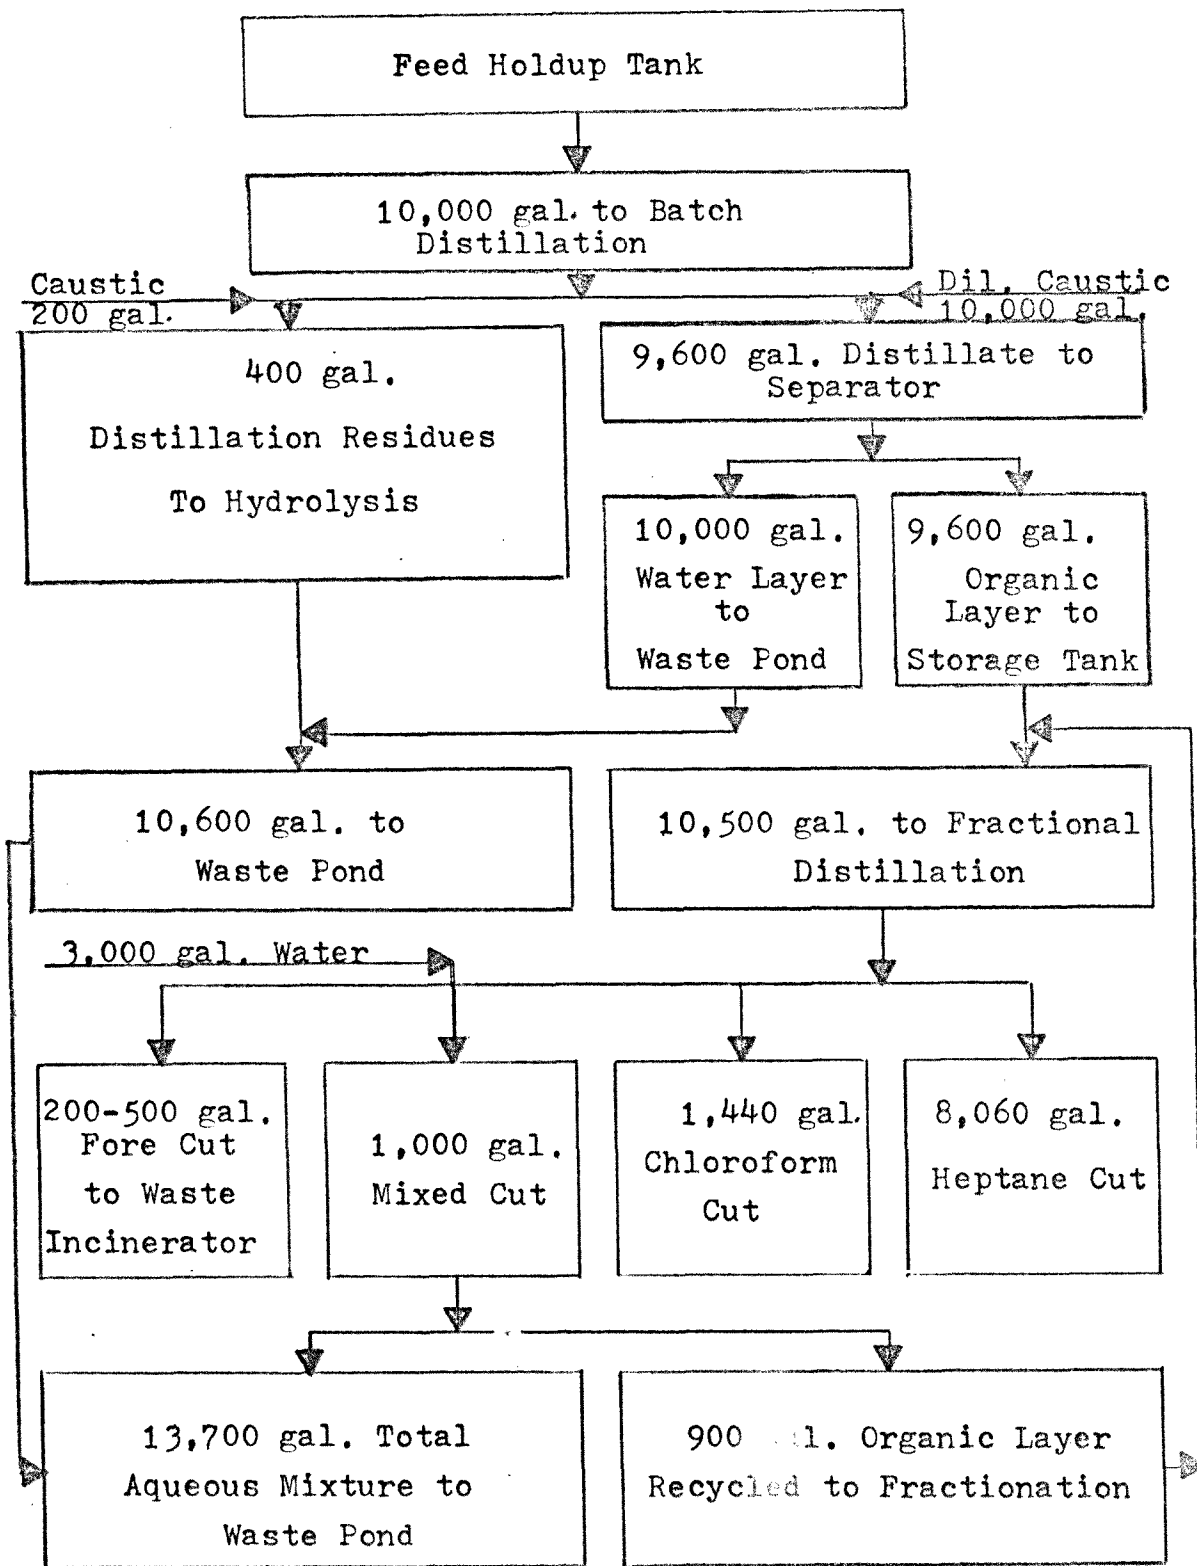 Feed Holdup Tank
10,000 gal. to Batch
Distillation
Caustic
200 gal.
Dil. Caustic
10,000 gal.
400 gal.
Distillation Residues
To Hydrolysis
9,600 gal. Distillate to
Separator
10,000 gal.
Water Layer
to
Waste Pond
9,600 gal.
Organic
Layer to
Storage Tank
10,600 gal. to
Waste Pond
10,500 gal. to Fractional
Distillation
3,000 gal. Water
200-500 gal.
Fore Cut
to Waste
Incinerator
1,000 gal.
Mixed Cut
1,440 gal.
Chloroform
Cut
8,060 gal.
Heptane Cut
13,700 gal. Total
Aqueous Mixture to
Waste Pond
900 Organic Layer
Recycled to Fractionation